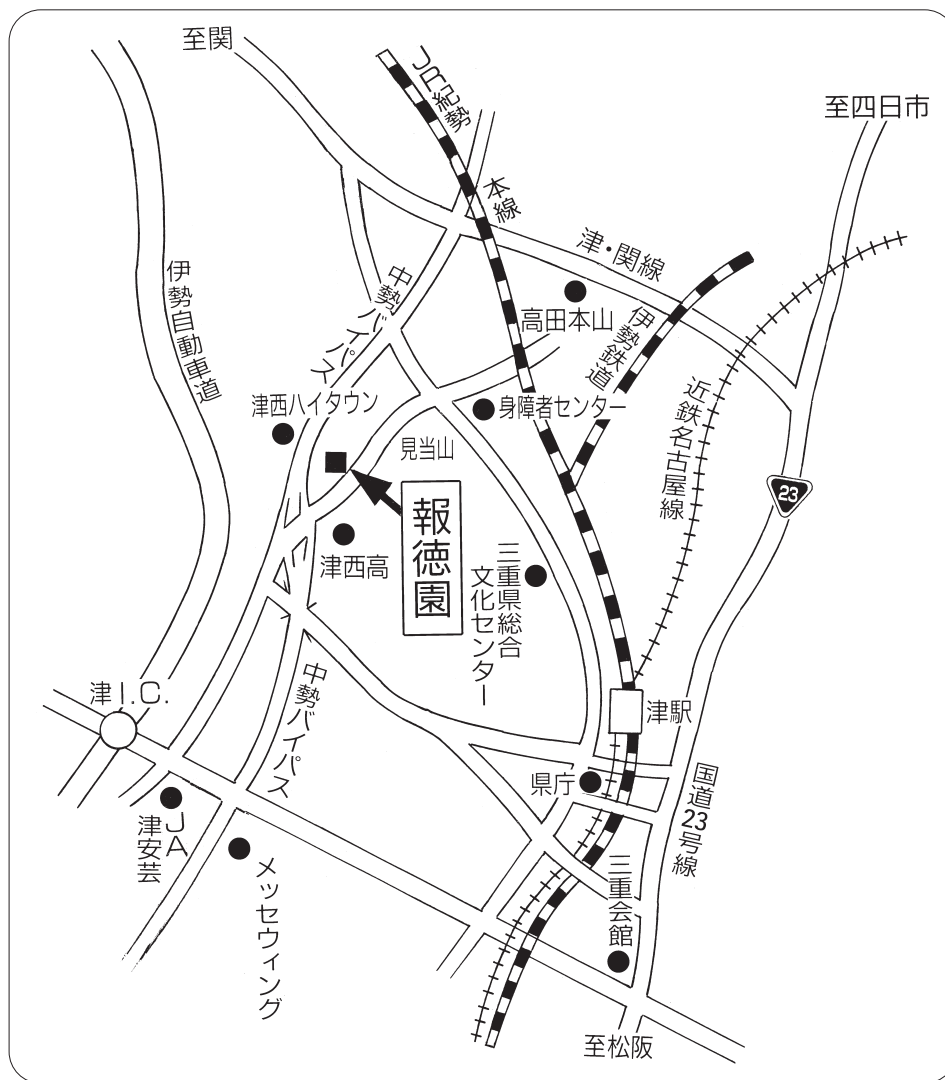 至関
JR紀勢
本線
至四日市
津・関線
伊勢自動車道
中勢バイパス
高田本山
伊勢鉄道
近鉄名古屋線
津西ハイタウン
身障者センター
見当山
23
報徳園
津西高
三重県総合
文化センター
津I.C.
中勢バイパス
津駅
県庁
国道23号線
JA
津安芸
メッセウィング
三重会館
至松阪